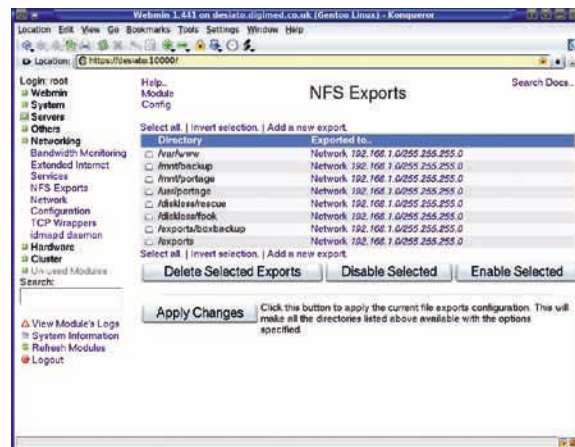 Webmin 1.441 on desiato.digimed.co.uk (Gentoo Linux) - Konqueror
Location Edit View Go Bookmarks Tools Settings Window Help
Location: https://desiato:10000/
Login: root
Webmin
System
Servers
Others
Networking
Bandwidth Monitoring
Extended Internet
Services
NFS Exports
Network
Configuration
TCP Wrappers
idmapd daemon
Hardware
Cluster
Un-used Modules
Search:
View Module's Logs
System Information
Refresh Modules
Logout
Help..
Module
Config
NFS Exports
Search Docs..
Select all. | Invert selection. | Add a new export.
Directory Exported to..
/var/www Network 192.168.1.0/255.255.255.0
/mnt/backup Network 192.168.1.0/255.255.255.0
/mnt/portage Network 192.168.1.0/255.255.255.0
/usr/portage Network 192.168.1.0/255.255.255.0
/diskless/rescue Network 192.168.1.0/255.255.255.0
/diskless/fook Network 192.168.1.0/255.255.255.0
/exports/boxbackup Network 192.168.1.0/255.255.255.0
/exports Network 192.168.1.0/255.255.255.0
Select all. | Invert selection. | Add a new export.
Delete Selected Exports Disable Selected Enable Selected
Apply Changes
Click this button to apply the current file exports configuration. This will
make all the directories listed above available with the options
specified.